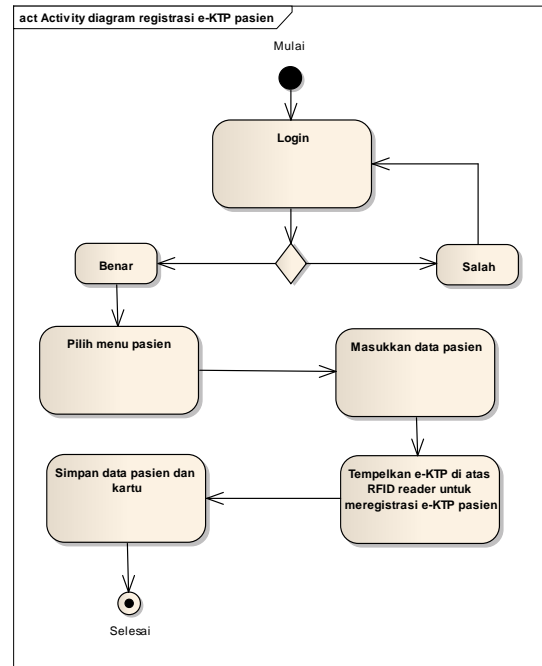 act Activity diagram registrasi e-KTP pasien
Mulai
Login
Benar
Salah
Pilih menu pasien
Masukkan data pasien
Simpan data pasien dan
kartu
Tempelkan e-KTP di atas
RFID reader untuk
meregistrasi e-KTP pasien
Selesai